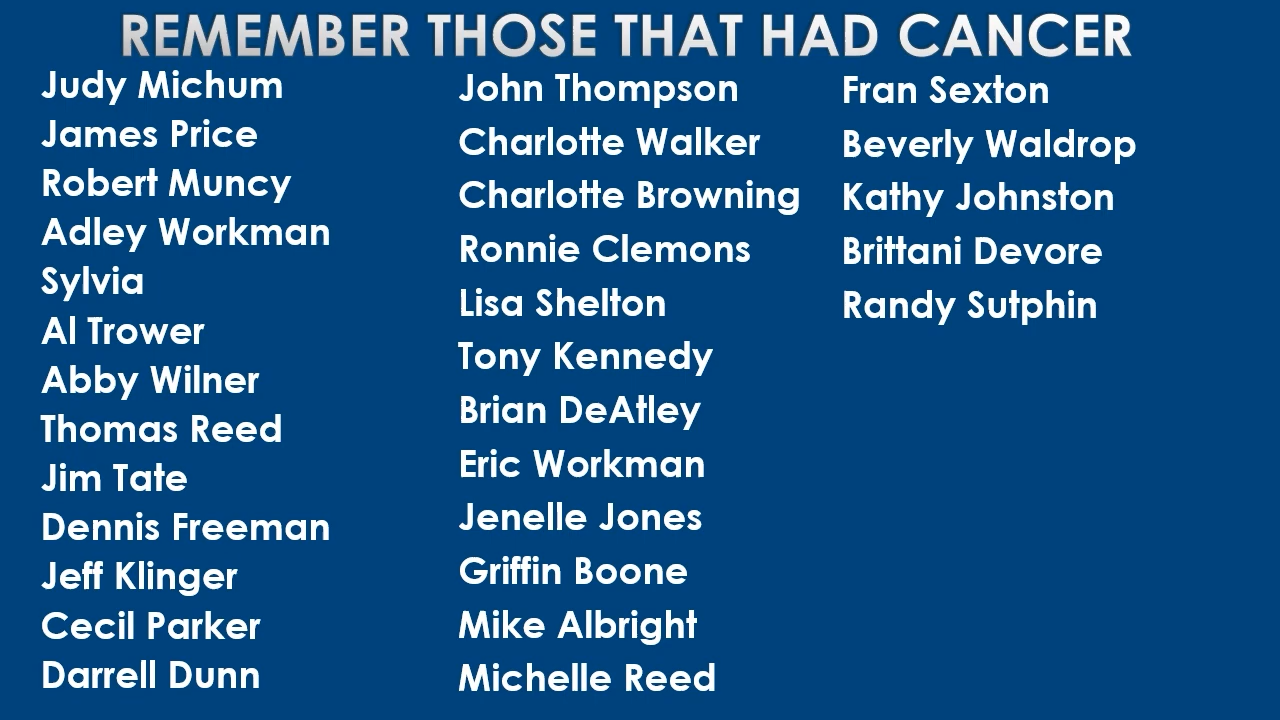 REMEMBER THOSE THAT HAD CANCER
Judy Michum
James Price
Robert Muncy
Adley Workman
Sylvia
Al Trower
Abby Wilner
Thomas Reed
Jim Tate
Dennis Freeman
Jeff Klinger
Cecil Parker
Darrell Dunn
John Thompson
Charlotte Walker
Charlotte Browning
Ronnie Clemons
Lisa Shelton
Tony Kennedy
Brian DeAtley
Eric Workman
Jenelle Jones
Griffin Boone
Mike Albright
Michelle Reed
Fran Sexton
Beverly Waldrop
Kathy Johnston
Brittani Devore
Randy Sutphin